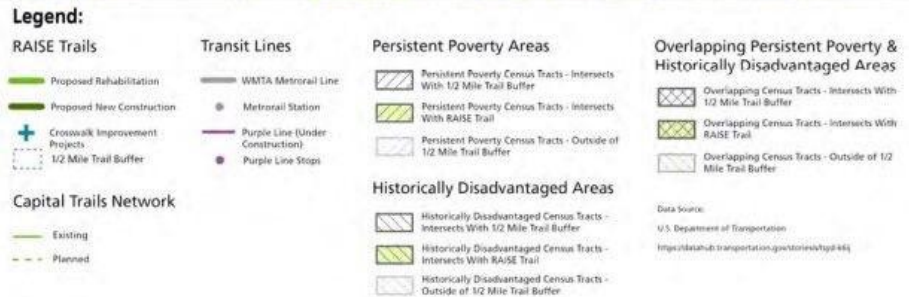 Legend:
RAISE Trails
Proposed Rehabilitation
Proposed New Construction
Crosswalk Improvement
Projects
1/2 Mile Trail Buffer
Capital Trails Network
Existing
Planned
Transit Lines
WMTA Metrorail Line
Metrorail Station
Purple Line (Under
Construction)
Purple Line Stops
Persistent Poverty Areas
Persistent Poverty Census Tracts - Intersects
With 1/2 Mile Trail Buffer
Persistent Poverty Census Tracts - Intersects
With RAISE Trail
Persistent Poverty Census Tracts - Outside of
1/2 Mile Trail Buffer
Historically Disadvantaged Areas
Historically Disadvantaged Census Tracts -
Intersects With 1/2 Mile Trail Buffer
Historically Disadvantaged Census Tracts -
Intersects With RAISE Trail
Historically Disadvantaged Census Tracts -
Outside of 1/2 Mile Trail Buffer
Overlapping Persistent Poverty &
Historically Disadvantaged Areas
Overlapping Census Tracts - Intersects With
1/2 Mile Trail Buffer
Overlapping Census Tracts - Intersects With
RAISE Trail
Overlapping Census Tracts - Outside of 1/2
Mile Trail Buffer
Data Source:
U.S. Department of Transportation